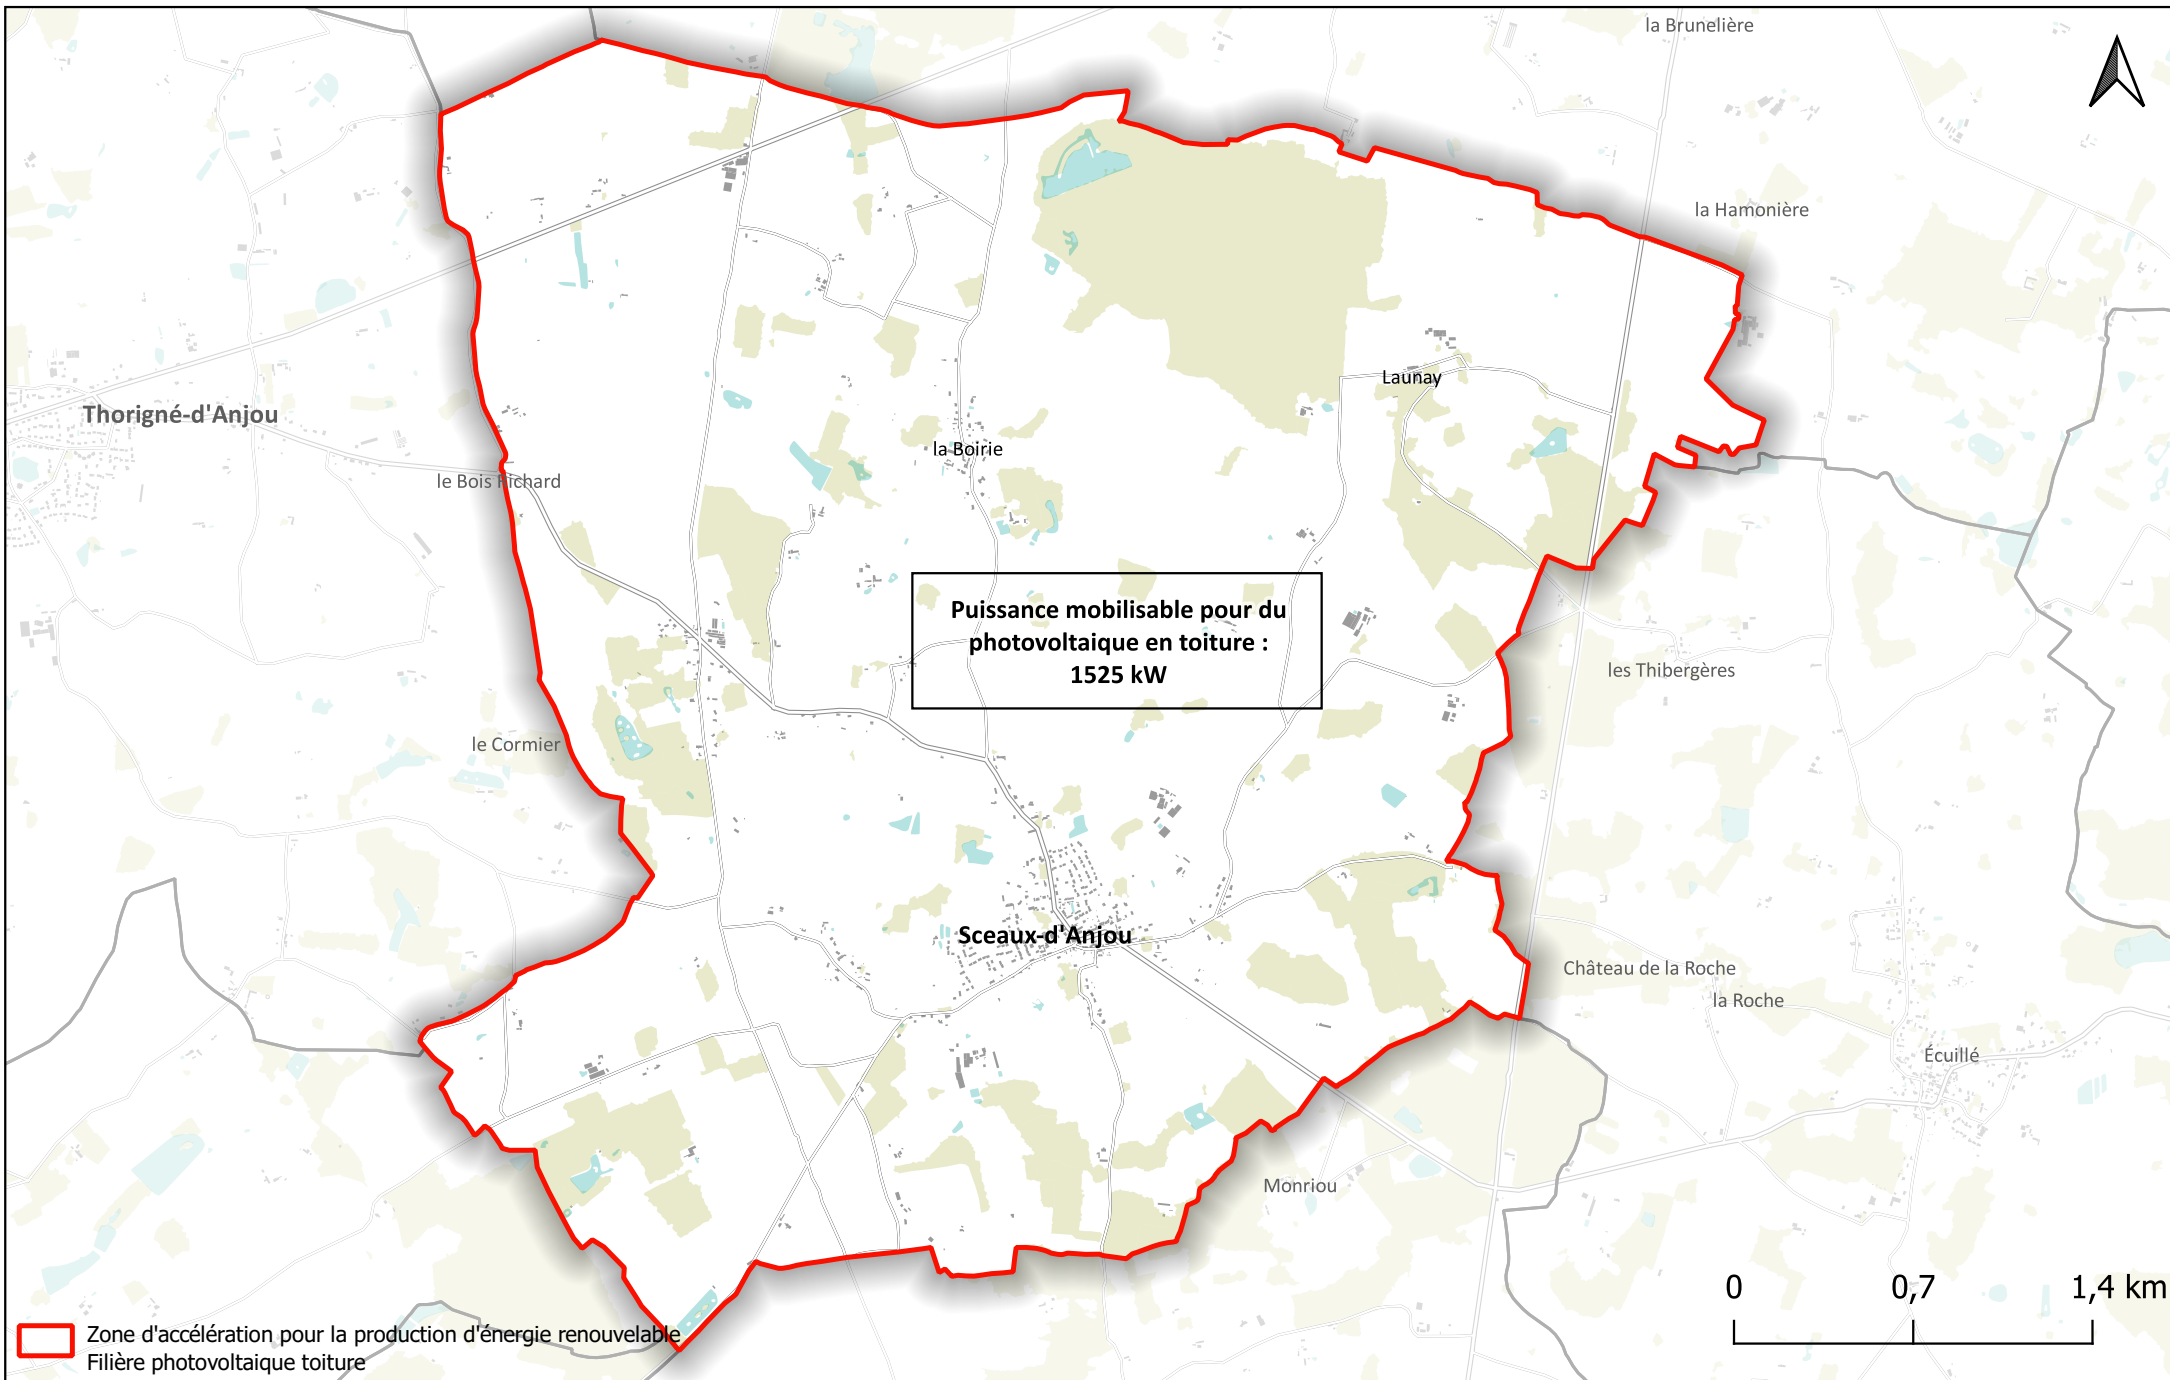 la Brunelière
la Hamonière
Launay
Thorigné-d'Anjou
la Boirie
le Bois Richard
Puissance mobilisable pour du
photovoltaique en toiture :
1525 kW
les Thibergères
le Cormier
Sceaux-d'Anjou
Château de la Roche
la Roche
Écuillé
Monriou
0 0,7 1,4 km
Zone d'accélération pour la production d'énergie renouvelable
Filière photovoltaique toiture